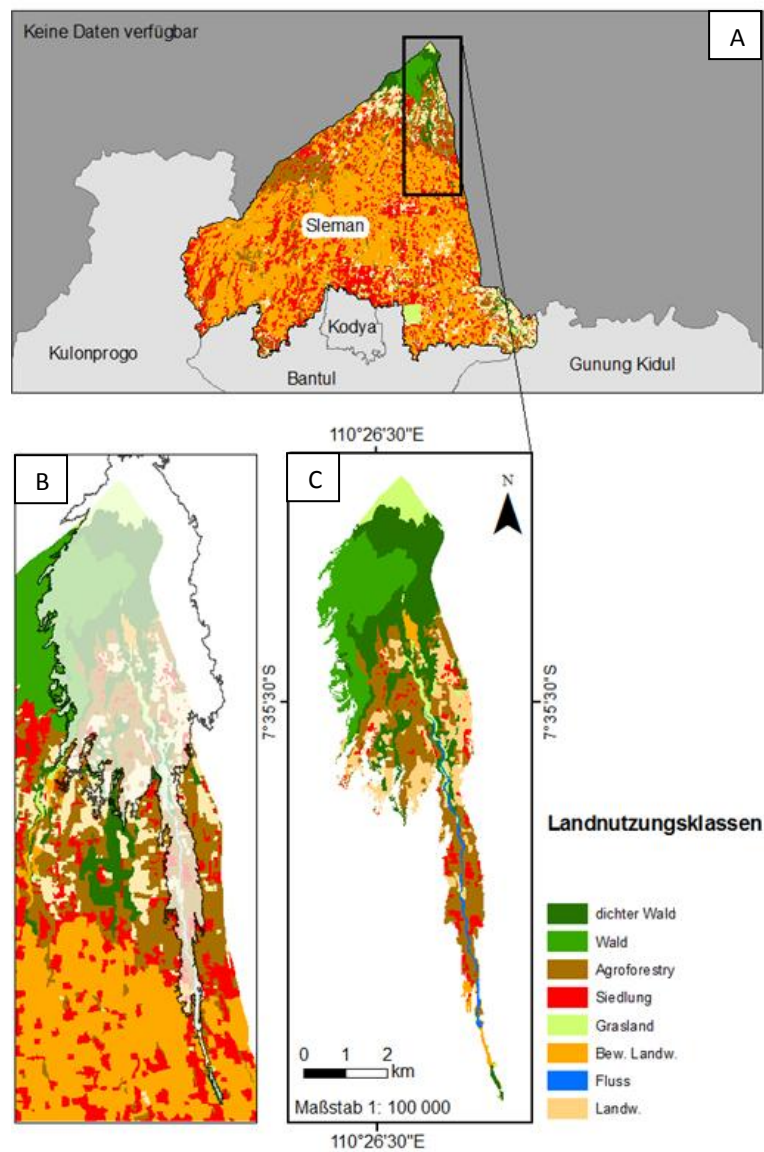 Keine Daten verfügbar
A
Sleman
Kodya
Kulonprogo
Bantul
Gunung Kidul
110°26'30"E
B
C
N
7°35'30"S
7°35'30"S
Landnutzungsklassen
dichter Wald
Wald
Agroforestry
Siedlung
Grasland
Bew. Landw.
Fluss
Landw.
0 1 2
km
Maßstab 1: 100 000
110°26'30"E